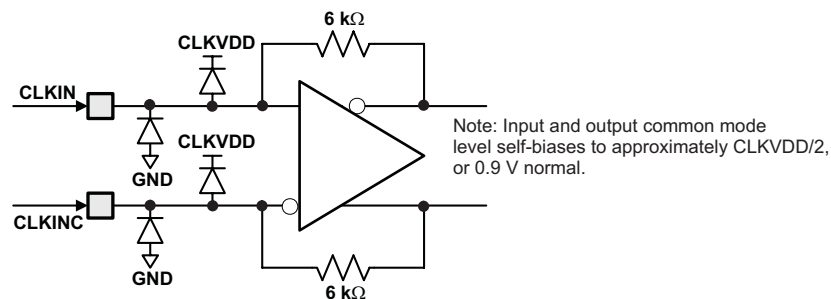 6 kΩ
CLKVDD
CLKIN
CLKVDD
GND
Note: Input and output common mode
level self-biases to approximately CLKVDD/2,
or 0.9 V normal.
CLKINC
GND
6 kΩ